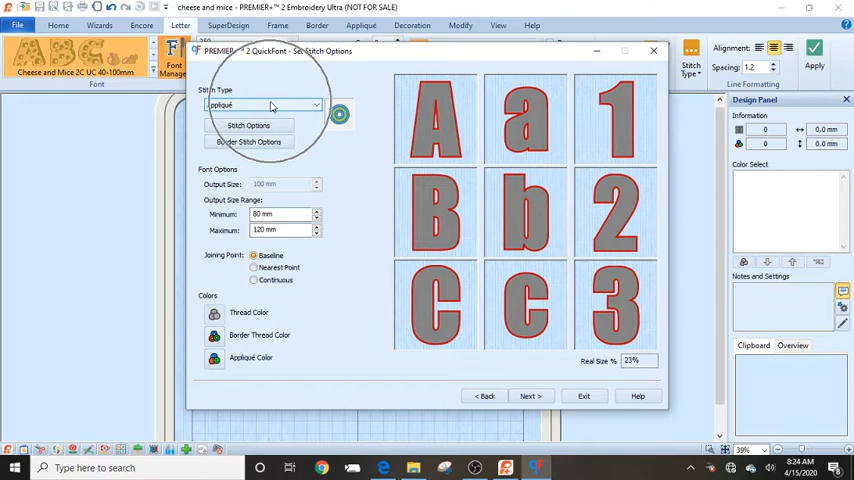 cheese and mice - PREMIER+™ 2 Embroidery Ultra (NOT FOR SALE)
File Home Wizards Encore Letter SuperDesign Frame Border Appliqué Decoration Modify View Help
Cheese and Mice 2C UC 40-100mm
Font
Font
Manager
Stitch
Type
Alignment:
Spacing: 1.2
Line Formatting
Apply
PREMIER+™ 2 QuickFont - Set Stitch Options
Stitch Type
Appliqué
Stitch Options
Border Stitch Options
Font Options
Output Size: 100 mm
Output Size Range:
Minimum: 80 mm
Maximum: 120 mm
Joining Point: Baseline
Nearest Point
Continuous
Colors
Thread Color
Border Thread Color
Appliqué Color
A a 1
B b 2
C c 3
Real Size % 23%
< Back Next > Exit Help
Design Panel
Information
0 0.0 mm
0 0.0 mm
Color Select
Notes and Settings
Clipboard Overview
39%
Type here to search
8:24 AM
4/15/2020